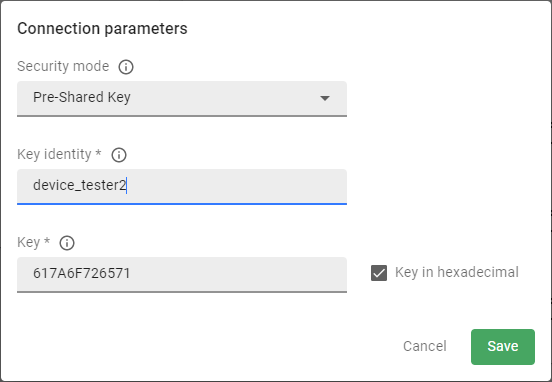 Connection parameters
Security mode
Pre-Shared Key
Key identity *
device_tester2
Key *
617A6F726571
Key in hexadecimal
Cancel
Save